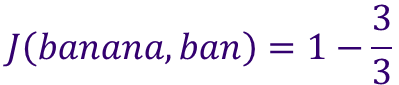 J(banana, ban) = 1 − 3/3